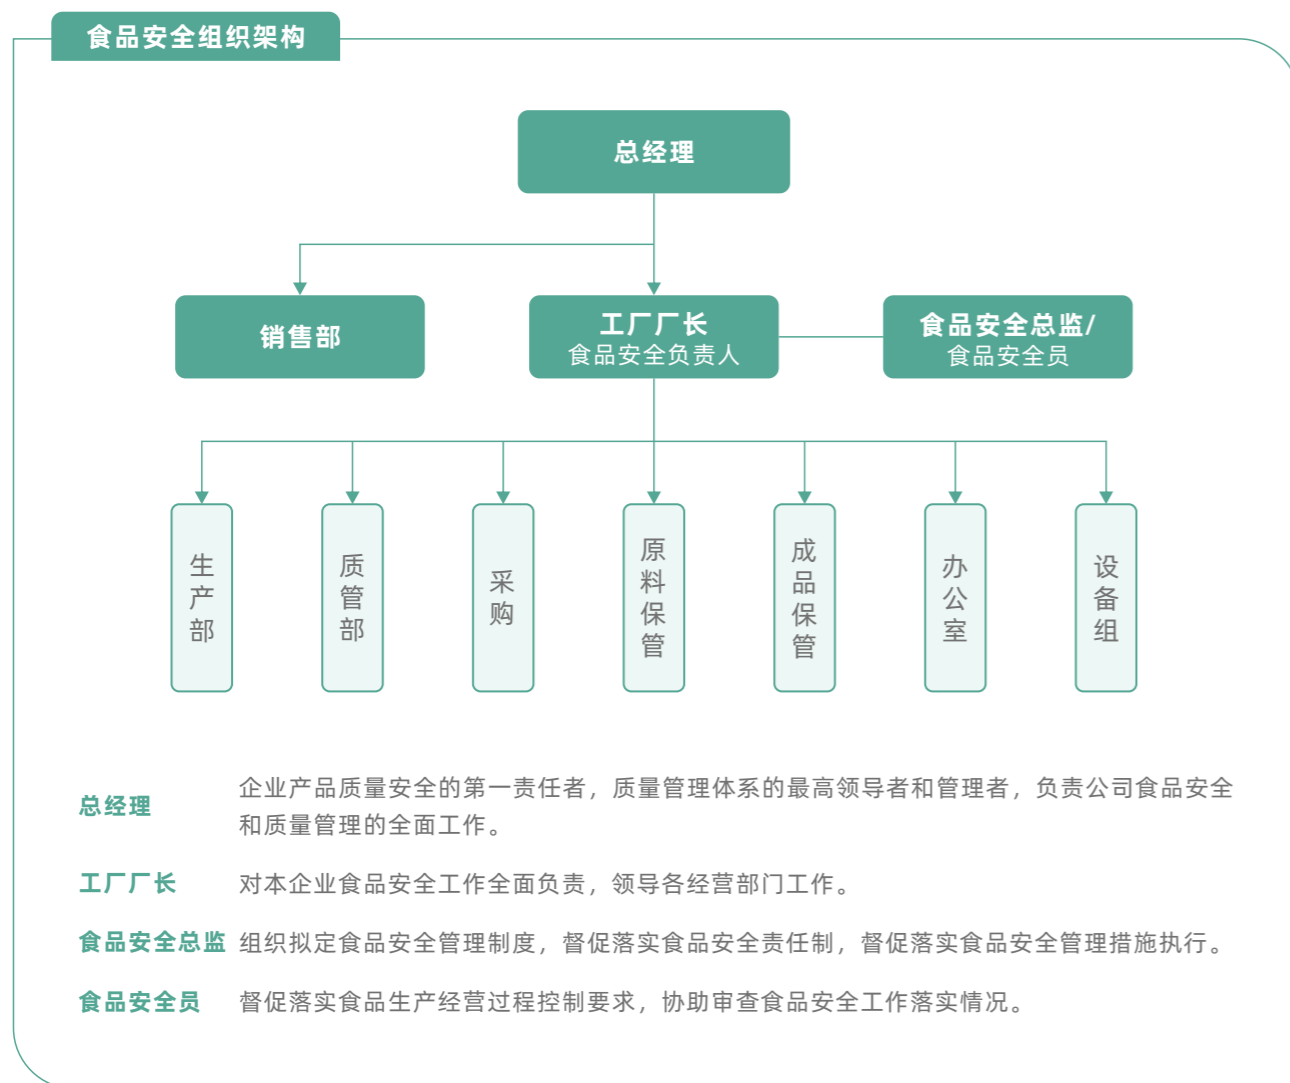 食品安全组织架构
总经理
销售部
工厂厂长
食品安全负责人
食品安全总监/
食品安全员
生产部
质管部
采购
原料保管
成品保管
办公室
设备组
总经理
企业产品质量安全的第一责任者，质量管理体系的最高领导者和管理者，负责公司食品安全
和质量管理的全面工作。
工厂厂长 对本企业食品安全工作全面负责，领导各经营部门工作。
食品安全总监 组织拟定食品安全管理制度，督促落实食品安全责任制，督促落实食品安全管理措施执行。
食品安全员 督促落实食品生产经营过程控制要求，协助审查食品安全工作落实情况。